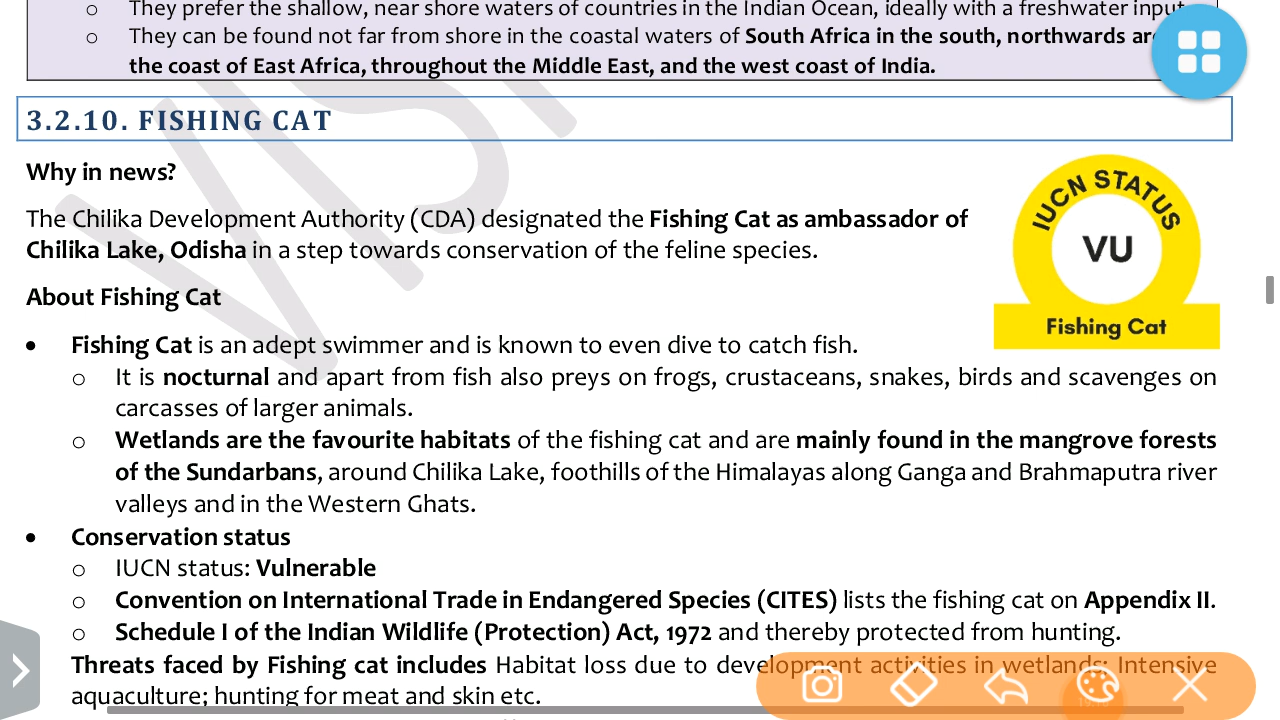 o They prefer the shallow, near shore waters of countries in the Indian Ocean, ideally with a freshwater input.
o They can be found not far from shore in the coastal waters of South Africa in the south, northwards
the coast of East Africa, throughout the Middle East, and the west coast of India.
3.2.10. FISHING CAT
Why in news?
The Chilika Development Authority (CDA) designated the Fishing Cat as ambassador of
Chilika Lake, Odisha in a step towards conservation of the feline species.
IUCN STATUS
VU
Fishing Cat
About Fishing Cat
• Fishing Cat is an adept swimmer and is known to even dive to catch fish.
o It is nocturnal and apart from fish also preys on frogs, crustaceans, snakes, birds and scavenges on
carcasses of larger animals.
o Wetlands are the favourite habitats of the fishing cat and are mainly found in the mangrove forests
of the Sundarbans, around Chilika Lake, foothills of the Himalayas along Ganga and Brahmaputra river
valleys and in the Western Ghats.
• Conservation status
o IUCN status: Vulnerable
o Convention on International Trade in Endangered Species (CITES) lists the fishing cat on Appendix II.
o Schedule I of the Indian Wildlife (Protection) Act, 1972 and thereby protected from hunting.
Threats faced by Fishing cat includes Habitat loss due to development activities in wetlands; Intensive
aquaculture; hunting for meat and skin etc.